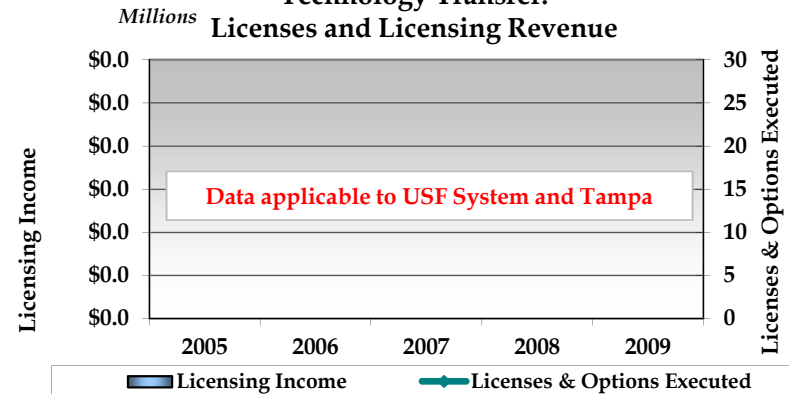 Technology Transfer:
Millions
Licenses and Licensing Revenue
$0.0 30
$0.0 25
$0.0 20
$0.0 15
$0.0 10
$0.0 5
$0.0 0
Licensing Income
Data applicable to USF System and Tampa
Licenses & Options Executed
2005 2006 2007 2008 2009
Licensing Income Licenses & Options Executed